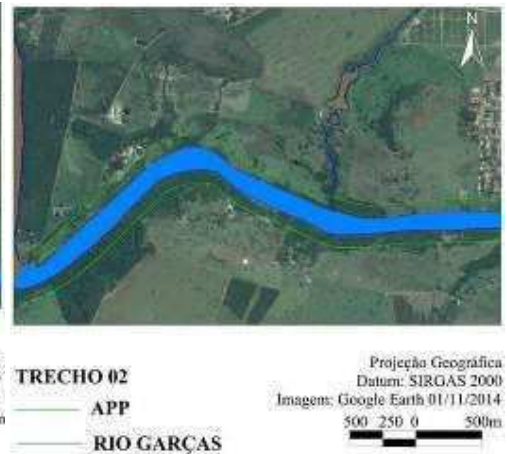 N
TRECHO 02
APP
RIO GARÇAS
Projeção Geográfica
Datum: SIRGAS 2000
Imagem: Google Earth 01/11/2014
500 250 0 500m